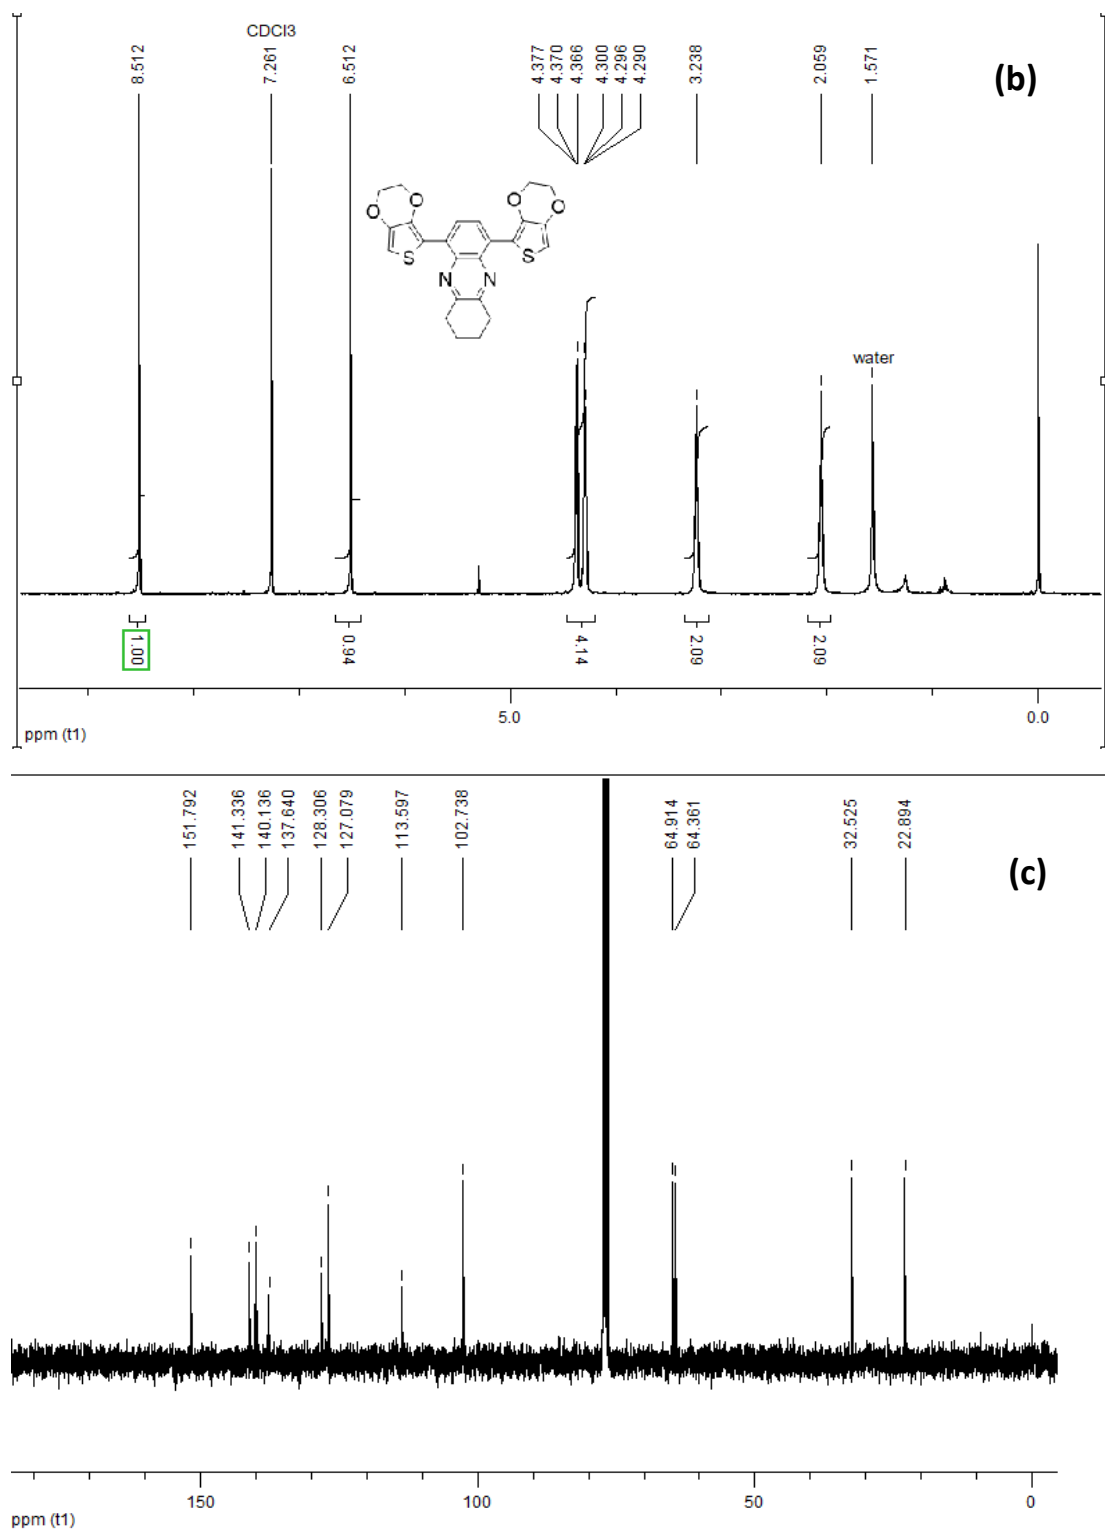 CDCl3
8.512
7.261
6.512
4.377
4.370
4.366
4.300
4.296
4.290
3.238
2.059
1.571
(b)
O
O
S
N
N
O
O
S
water
1.00
0.94
4.14
2.09
2.09
5.0
0.0
ppm (t1)
151.792
141.336
140.136
137.640
128.306
127.079
113.597
102.738
64.914
64.361
32.525
22.894
(c)
150
100
50
0
ppm (t1)